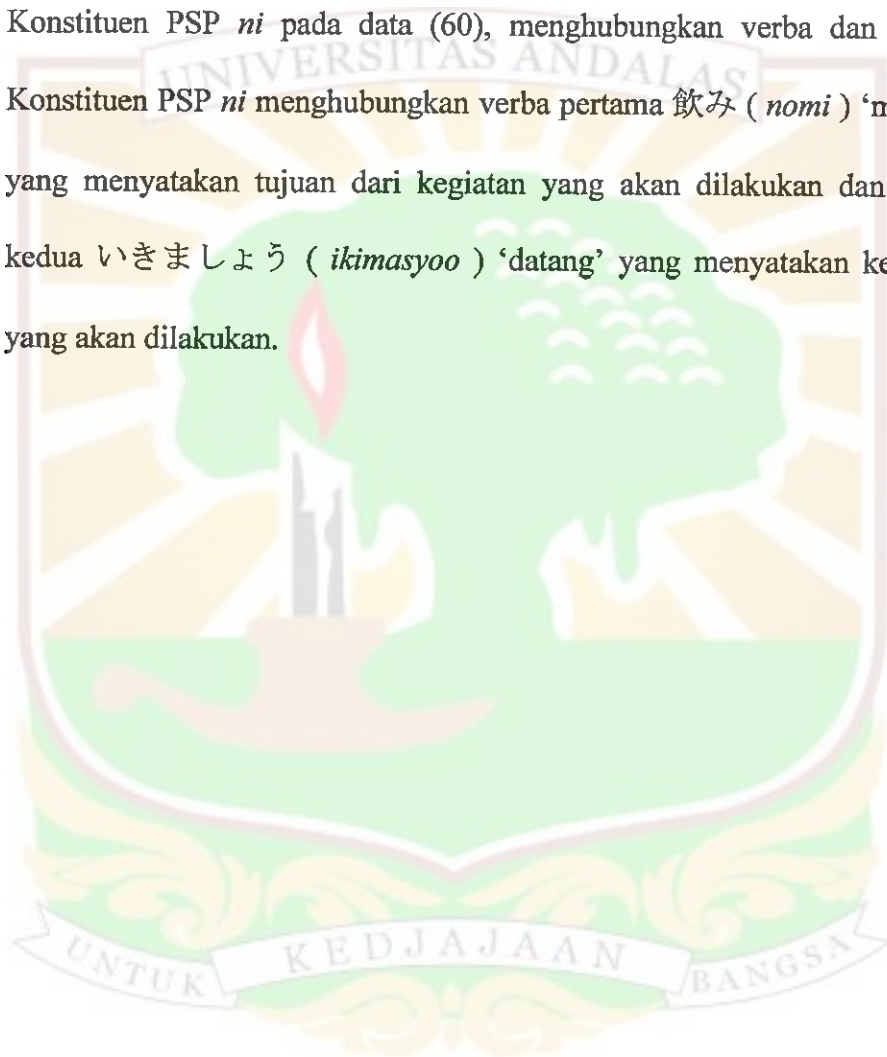 Konstituen PSP ni pada data (60), menghubungkan verba dan
UNIVERSITAS ANDALAS
Konstituen PSP ni menghubungkan verba pertama 飲み ( nomi ) ‘m
yang menyatakan tujuan dari kegiatan yang akan dilakukan dan
kedua いきましょう ( ikimasyoo ) ‘datang’ yang menyatakan ke
yang akan dilakukan.
UNTUK KEDJAJAAN BANGSA